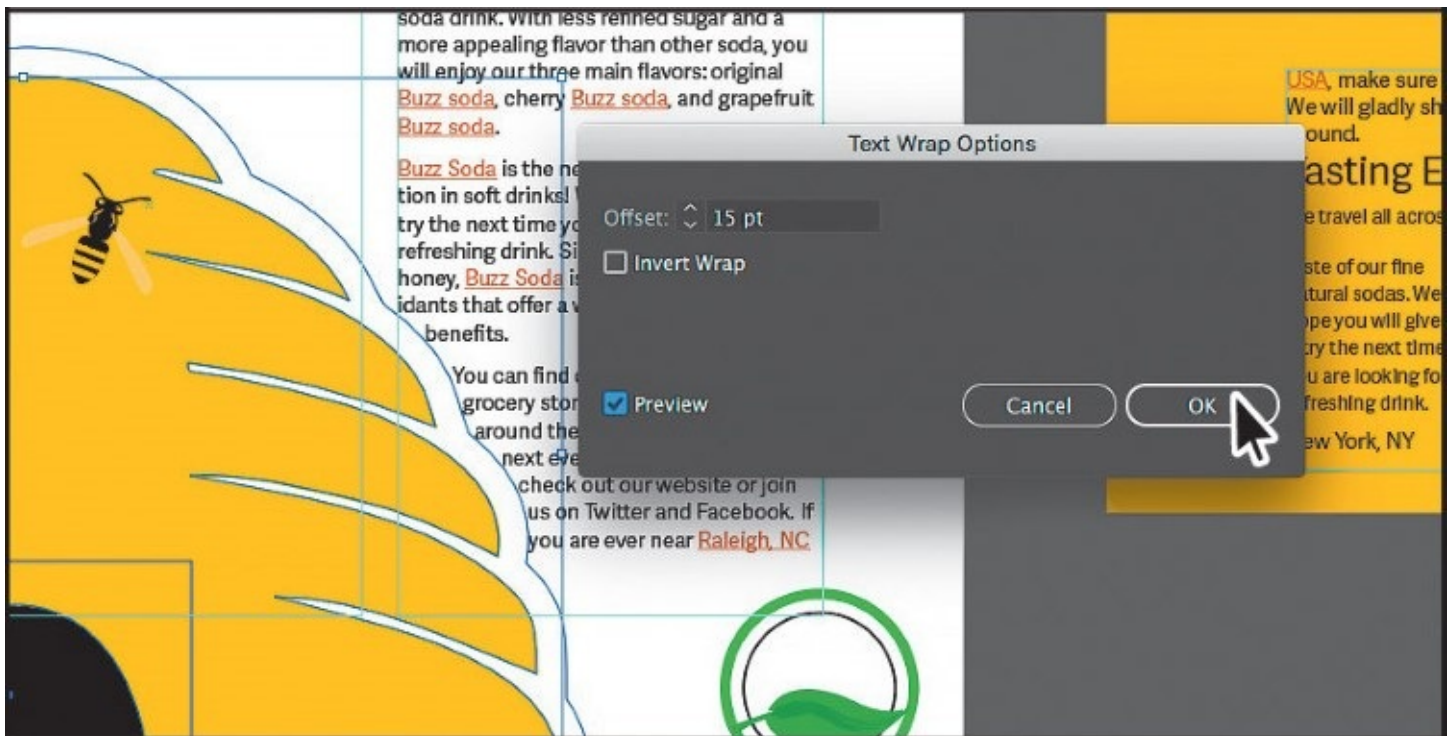 soda drink. With less refined sugar and a
more appealing flavor than other soda, you
will enjoy our three main flavors: original
Buzz soda, cherry Buzz soda, and grapefruit
Buzz soda.
Buzz Soda is the ne
tion in soft drinks!
try the next time yo
refreshing drink. Si
honey, Buzz Soda is
idants that offer a
benefits.
You can find
grocery stor
around the
next eve
check out our website or join
us on Twitter and Facebook. If
you are ever near Raleigh, NC
Text Wrap Options
Offset: 15 pt
Invert Wrap
Preview
Cancel
OK
USA, make sure
We will gladly sh
ound.
asting E
e travel all acros
ste of our fine
tural sodas. We
ope you will give
try the next time
u are looking fo
freshing drink.
ew York, NY